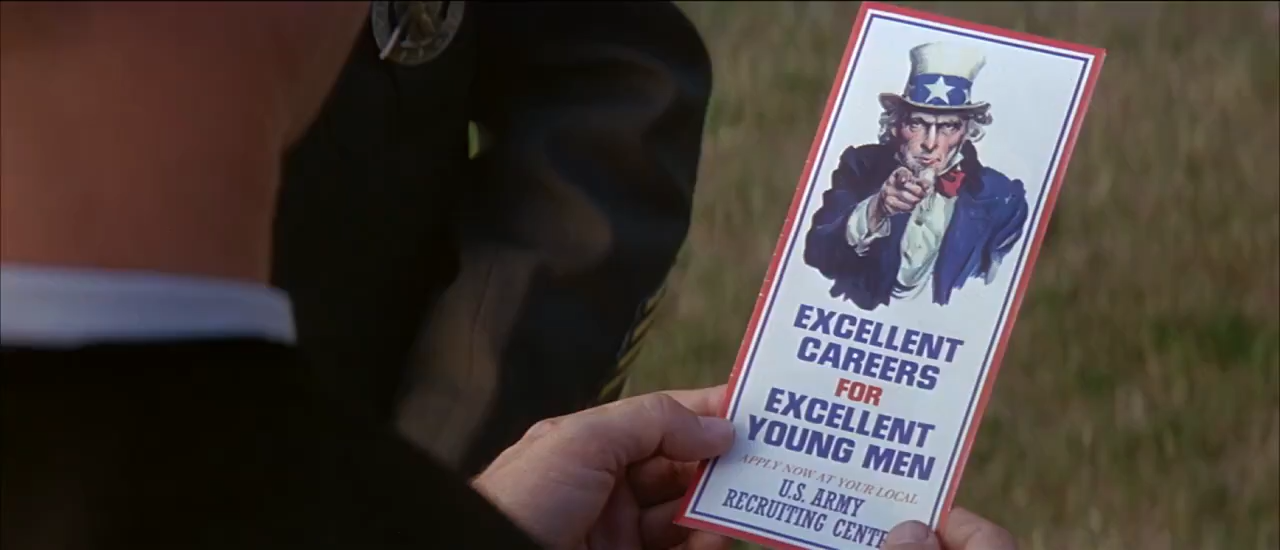 EXCELLENT
CAREERS
FOR
EXCELLENT
YOUNG MEN
APPLY NOW AT YOUR LOCAL
U.S. ARMY
RECRUITING